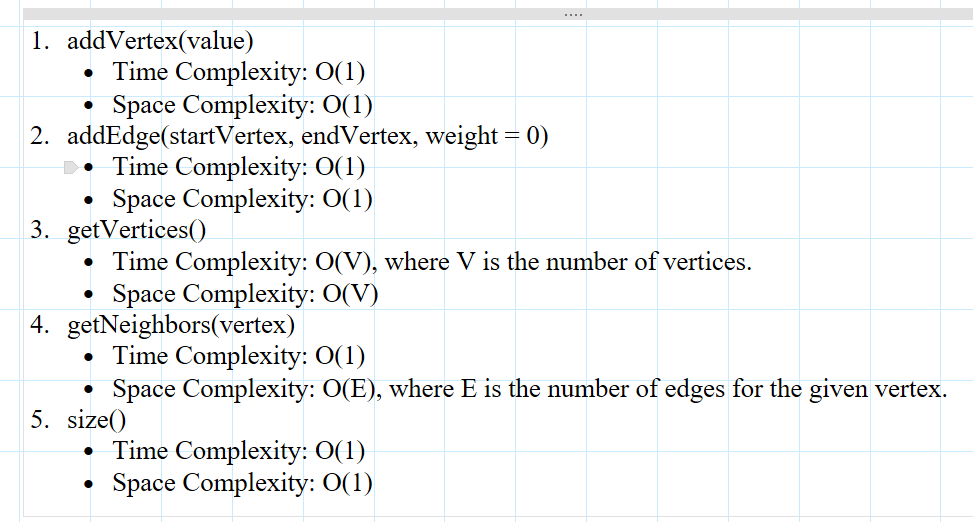 1. addVertex(value)
• Time Complexity: O(1)
• Space Complexity: O(1)
2. addEdge(startVertex, endVertex, weight = 0)
• Time Complexity: O(1)
• Space Complexity: O(1)
3. getVertices()
• Time Complexity: O(V), where V is the number of vertices.
• Space Complexity: O(V)
4. getNeighbors(vertex)
• Time Complexity: O(1)
• Space Complexity: O(E), where E is the number of edges for the given vertex.
5. size()
• Time Complexity: O(1)
• Space Complexity: O(1)